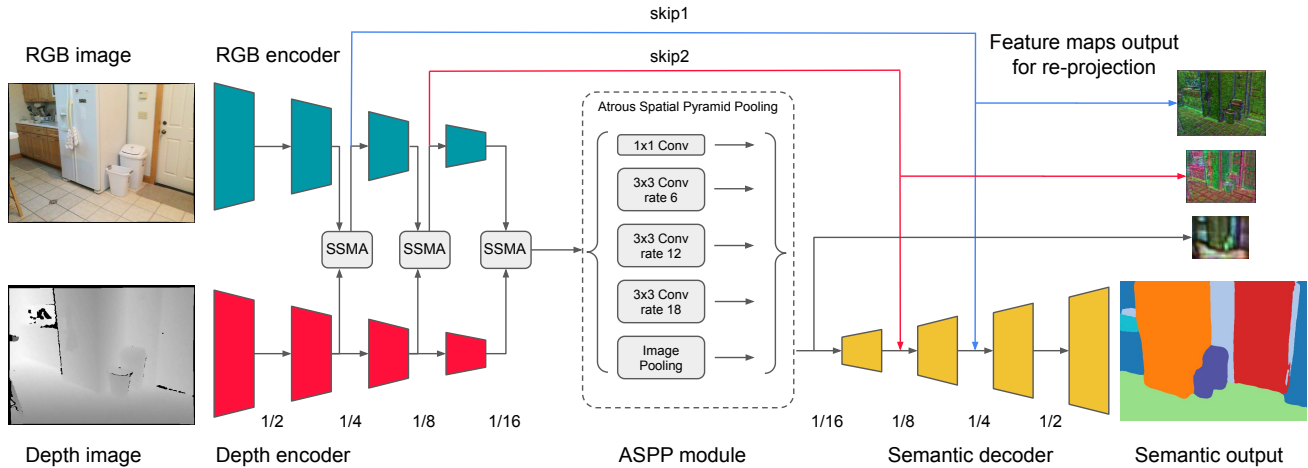 skip1
RGB image
RGB encoder
skip2
Feature maps output
for re-projection
Atrous Spatial Pyramid Pooling
1x1 Conv
3x3 Conv
rate 6
SSMA
SSMA
SSMA
3x3 Conv
rate 12
3x3 Conv
rate 18
Image
Pooling
1/2
1/4
1/8
1/16
1/16
1/8
1/4
1/2
Depth image
Depth encoder
ASPP module
Semantic decoder
Semantic output